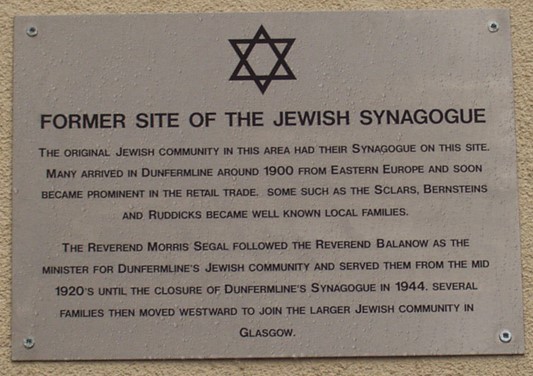 FORMER SITE OF THE JEWISH SYNAGOGUE
THE ORIGINAL JEWISH COMMUNITY IN THIS AREA HAD THEIR SYNAGOGUE ON THIS SITE.
MANY ARRIVED IN DUNFERMLINE AROUND 1900 FROM EASTERN EUROPE AND SOON
BECAME PROMINENT IN THE RETAIL TRADE. SOME SUCH AS THE SCLARS, BERNSTEINS
AND RUDDICKS BECAME WELL KNOWN LOCAL FAMILIES.
THE REVEREND MORRIS SEGAL FOLLOWED THE REVEREND BALANOW AS THE
MINISTER FOR DUNFERMLINE'S JEWISH COMMUNITY AND SERVED THEM FROM THE MID
1920'S UNTIL THE CLOSURE OF DUNFERMLINE'S SYNAGOGUE IN 1944. SEVERAL
FAMILIES THEN MOVED WESTWARD TO JOIN THE LARGER JEWISH COMMUNITY IN
GLASGOW.